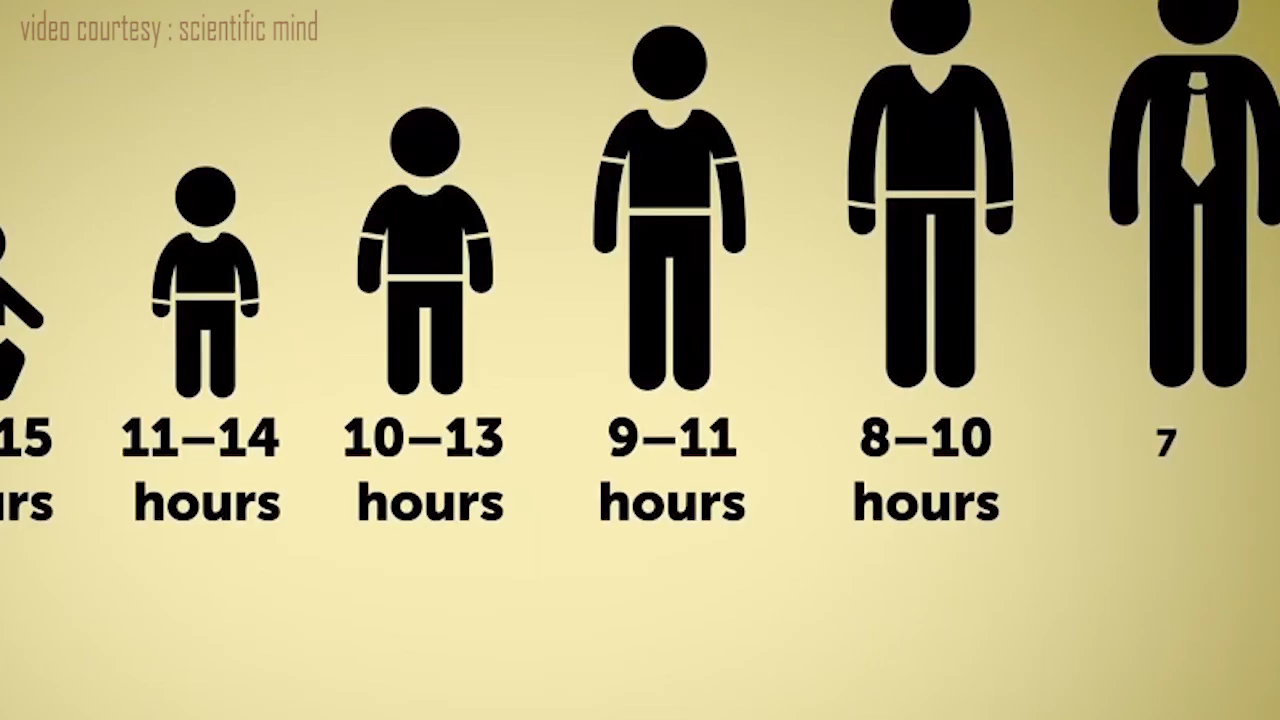 video courtesy : scientific mind
15 11–14 10–13 9–11 8–10 7
hours hours hours hours